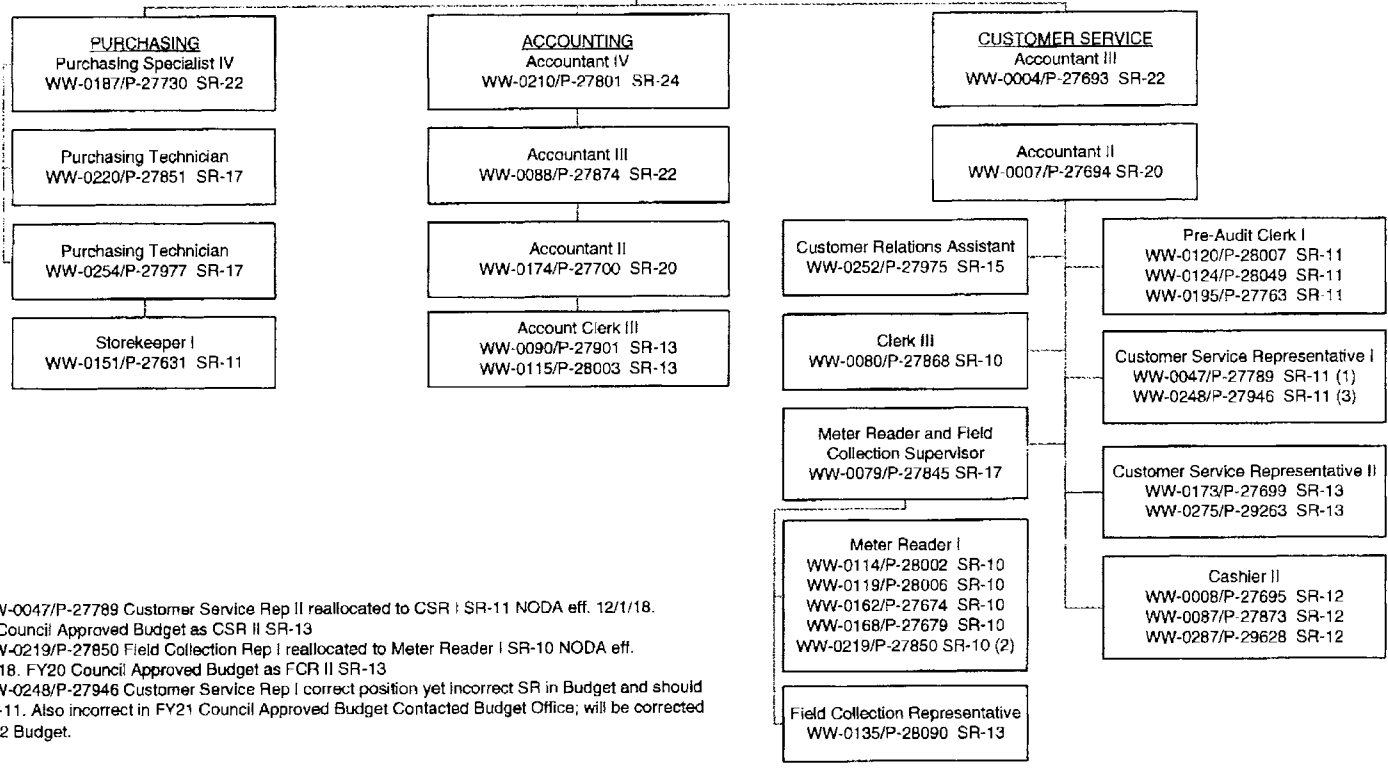 PURCHASING
Purchasing Specialist IV
WW-0187/P-27730 SR-22
Purchasing Technician
WW-0220/P-27851 SR-17
Purchasing Technician
WW-0254/P-27977 SR-17
Storekeeper I
WW-0151/P-27631 SR-11
ACCOUNTING
Accountant IV
WW-0210/P-27801 SR-24
Accountant III
WW-0088/P-27874 SR-22
Accountant II
WW-0174/P-27700 SR-20
Account Clerk III
WW-0090/P-27901 SR-13
WW-0115/P-28003 SR-13
CUSTOMER SERVICE
Accountant III
WW-0004/P-27693 SR-22
Accountant II
WW-0007/P-27694 SR-20
Customer Relations Assistant
WW-0252/P-27975 SR-15
Clerk III
WW-0080/P-27868 SR-10
Meter Reader and Field
Collection Supervisor
WW-0079/P-27845 SR-17
Meter Reader I
WW-0114/P-28002 SR-10
WW-0119/P-28006 SR-10
WW-0162/P-27674 SR-10
WW-0168/P-27679 SR-10
WW-0219/P-27850 SR-10 (2)
Field Collection Representative
WW-0135/P-28090 SR-13
Pre-Audit Clerk I
WW-0120/P-28007 SR-11
WW-0124/P-28049 SR-11
WW-0195/P-27763 SR-11
Customer Service Representative I
WW-0047/P-27789 SR-11 (1)
WW-0248/P-27946 SR-11 (3)
Customer Service Representative II
WW-0173/P-27699 SR-13
WW-0275/P-29263 SR-13
Cashier II
WW-0008/P-27695 SR-12
WW-0087/P-27873 SR-12
WW-0287/P-29628 SR-12
W-0047/P-27789 Customer Service Rep II reallocated to CSR I SR-11 NODA eff. 12/1/18.
Council Approved Budget as CSR II SR-13
W-0219/P-27850 Field Collection Rep I reallocated to Meter Reader I SR-10 NODA eff.
18. FY20 Council Approved Budget as FCR II SR-13
W-0248/P-27946 Customer Service Rep I correct position yet incorrect SR in Budget and should
-11. Also incorrect in FY21 Council Approved Budget Contacted Budget Office; will be corrected
2 Budget.